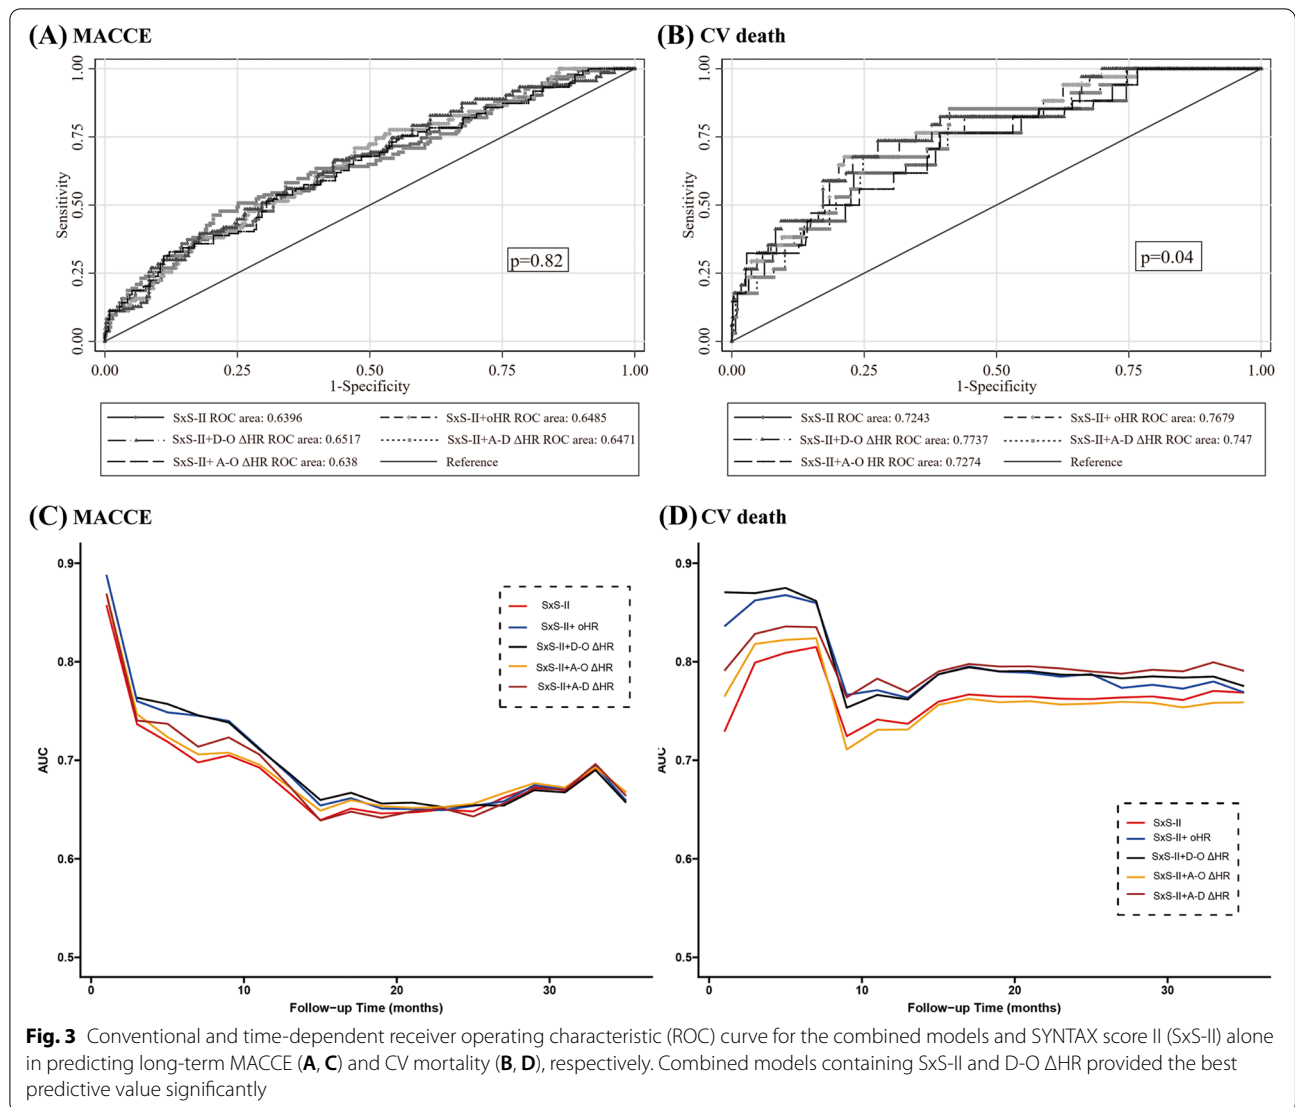 (A) MACCE
Sensitivity
1.00
0.75
0.50
0.25
0.00
p=0.82
0.00 0.25 0.50 0.75 1.00
1-Specificity
SxS-II ROC area: 0.6396
SxS-II+oHR ROC area: 0.6485
SxS-II+D-O ΔHR ROC area: 0.6517
SxS-II+A-D ΔHR ROC area: 0.6471
SxS-II+ A-O ΔHR ROC area: 0.638
Reference
(B) CV death
Sensitivity
1.00
0.75
0.50
0.25
0.00
p=0.04
0.00 0.25 0.50 0.75 1.00
1-Specificity
SxS-II ROC area: 0.7243
SxS-II+ oHR ROC area: 0.7679
SxS-II+D-O ΔHR ROC area: 0.7737
SxS-II+A-D ΔHR ROC area: 0.747
SxS-II+A-O HR ROC area: 0.7274
Reference
(C) MACCE
AUC
0.9
0.8
0.7
0.6
0.5
SxS-II
SxS-II+ oHR
SxS-II+D-O ΔHR
SxS-II+A-O ΔHR
SxS-II+A-D ΔHR
0 10 20 30
Follow-up Time (months)
(D) CV death
AUC
0.9
0.8
0.7
0.6
0.5
SxS-II
SxS-II+ oHR
SxS-II+D-O ΔHR
SxS-II+A-O ΔHR
SxS-II+A-D ΔHR
0 10 20 30
Follow-up Time (months)
Fig. 3 Conventional and time-dependent receiver operating characteristic (ROC) curve for the combined models and SYNTAX score II (SxS-II) alone
in predicting long-term MACCE (A, C) and CV mortality (B, D), respectively. Combined models containing SxS-II and D-O ΔHR provided the best
predictive value significantly